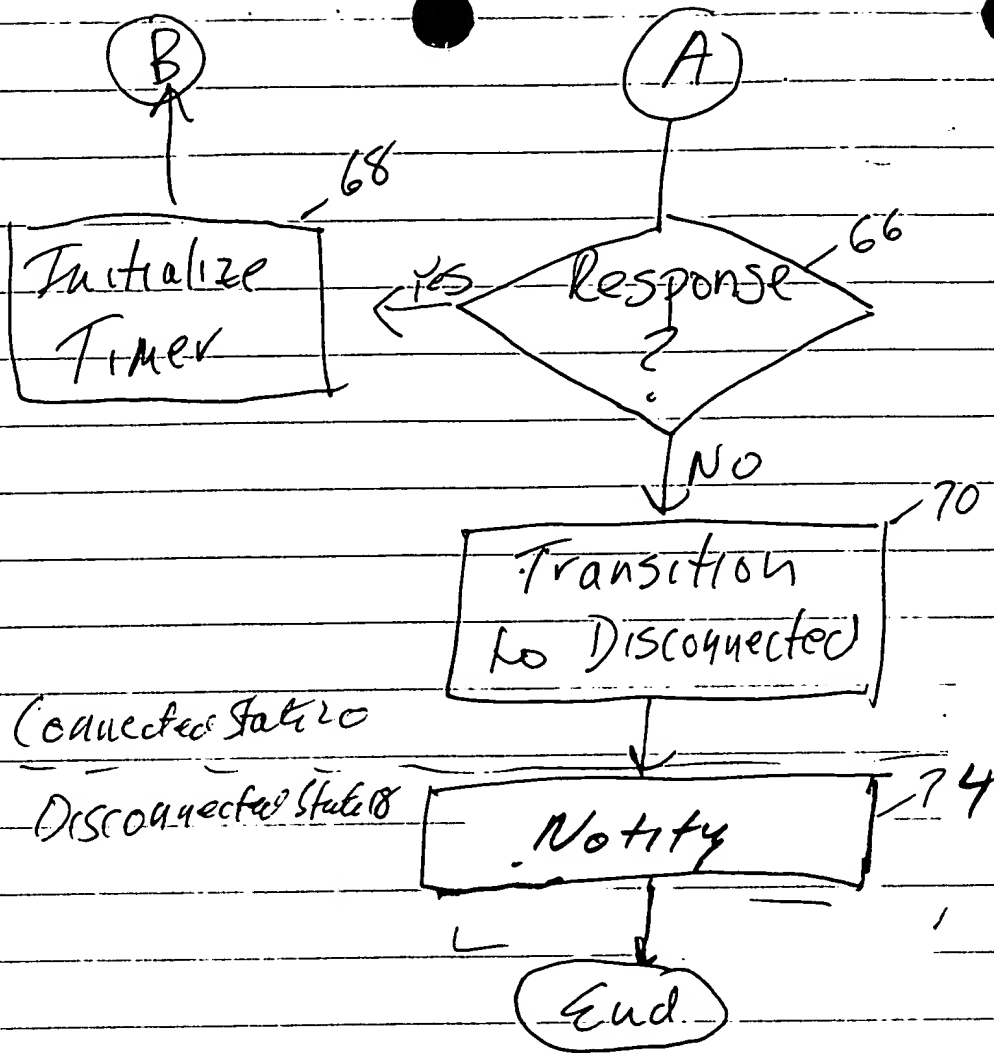 B
A
68
66
Initialize
Timer
Yes
Response
?
No
70
Transition
to Disconnected
Connected State 20
Disconnected State 18
74
Notify
End